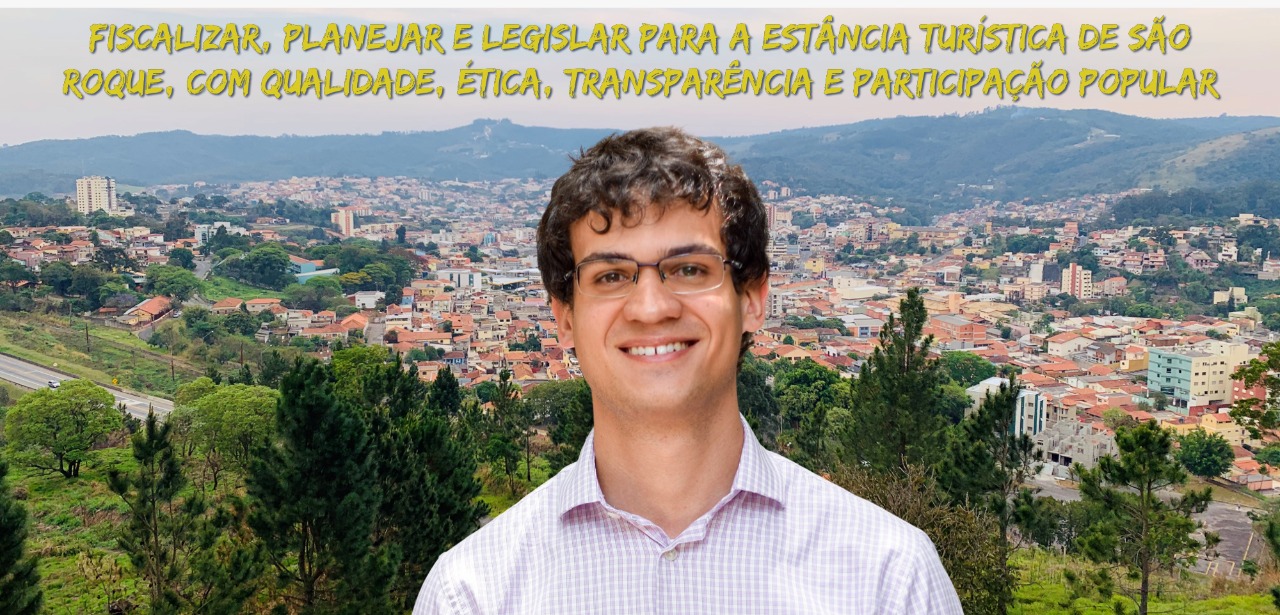 FISCALIZAR, PLANEJAR E LEGISLAR PARA A ESTÂNCIA TURÍSTICA DE SÃO
ROQUE, COM QUALIDADE, ÉTICA, TRANSPARÊNCIA E PARTICIPAÇÃO POPULAR